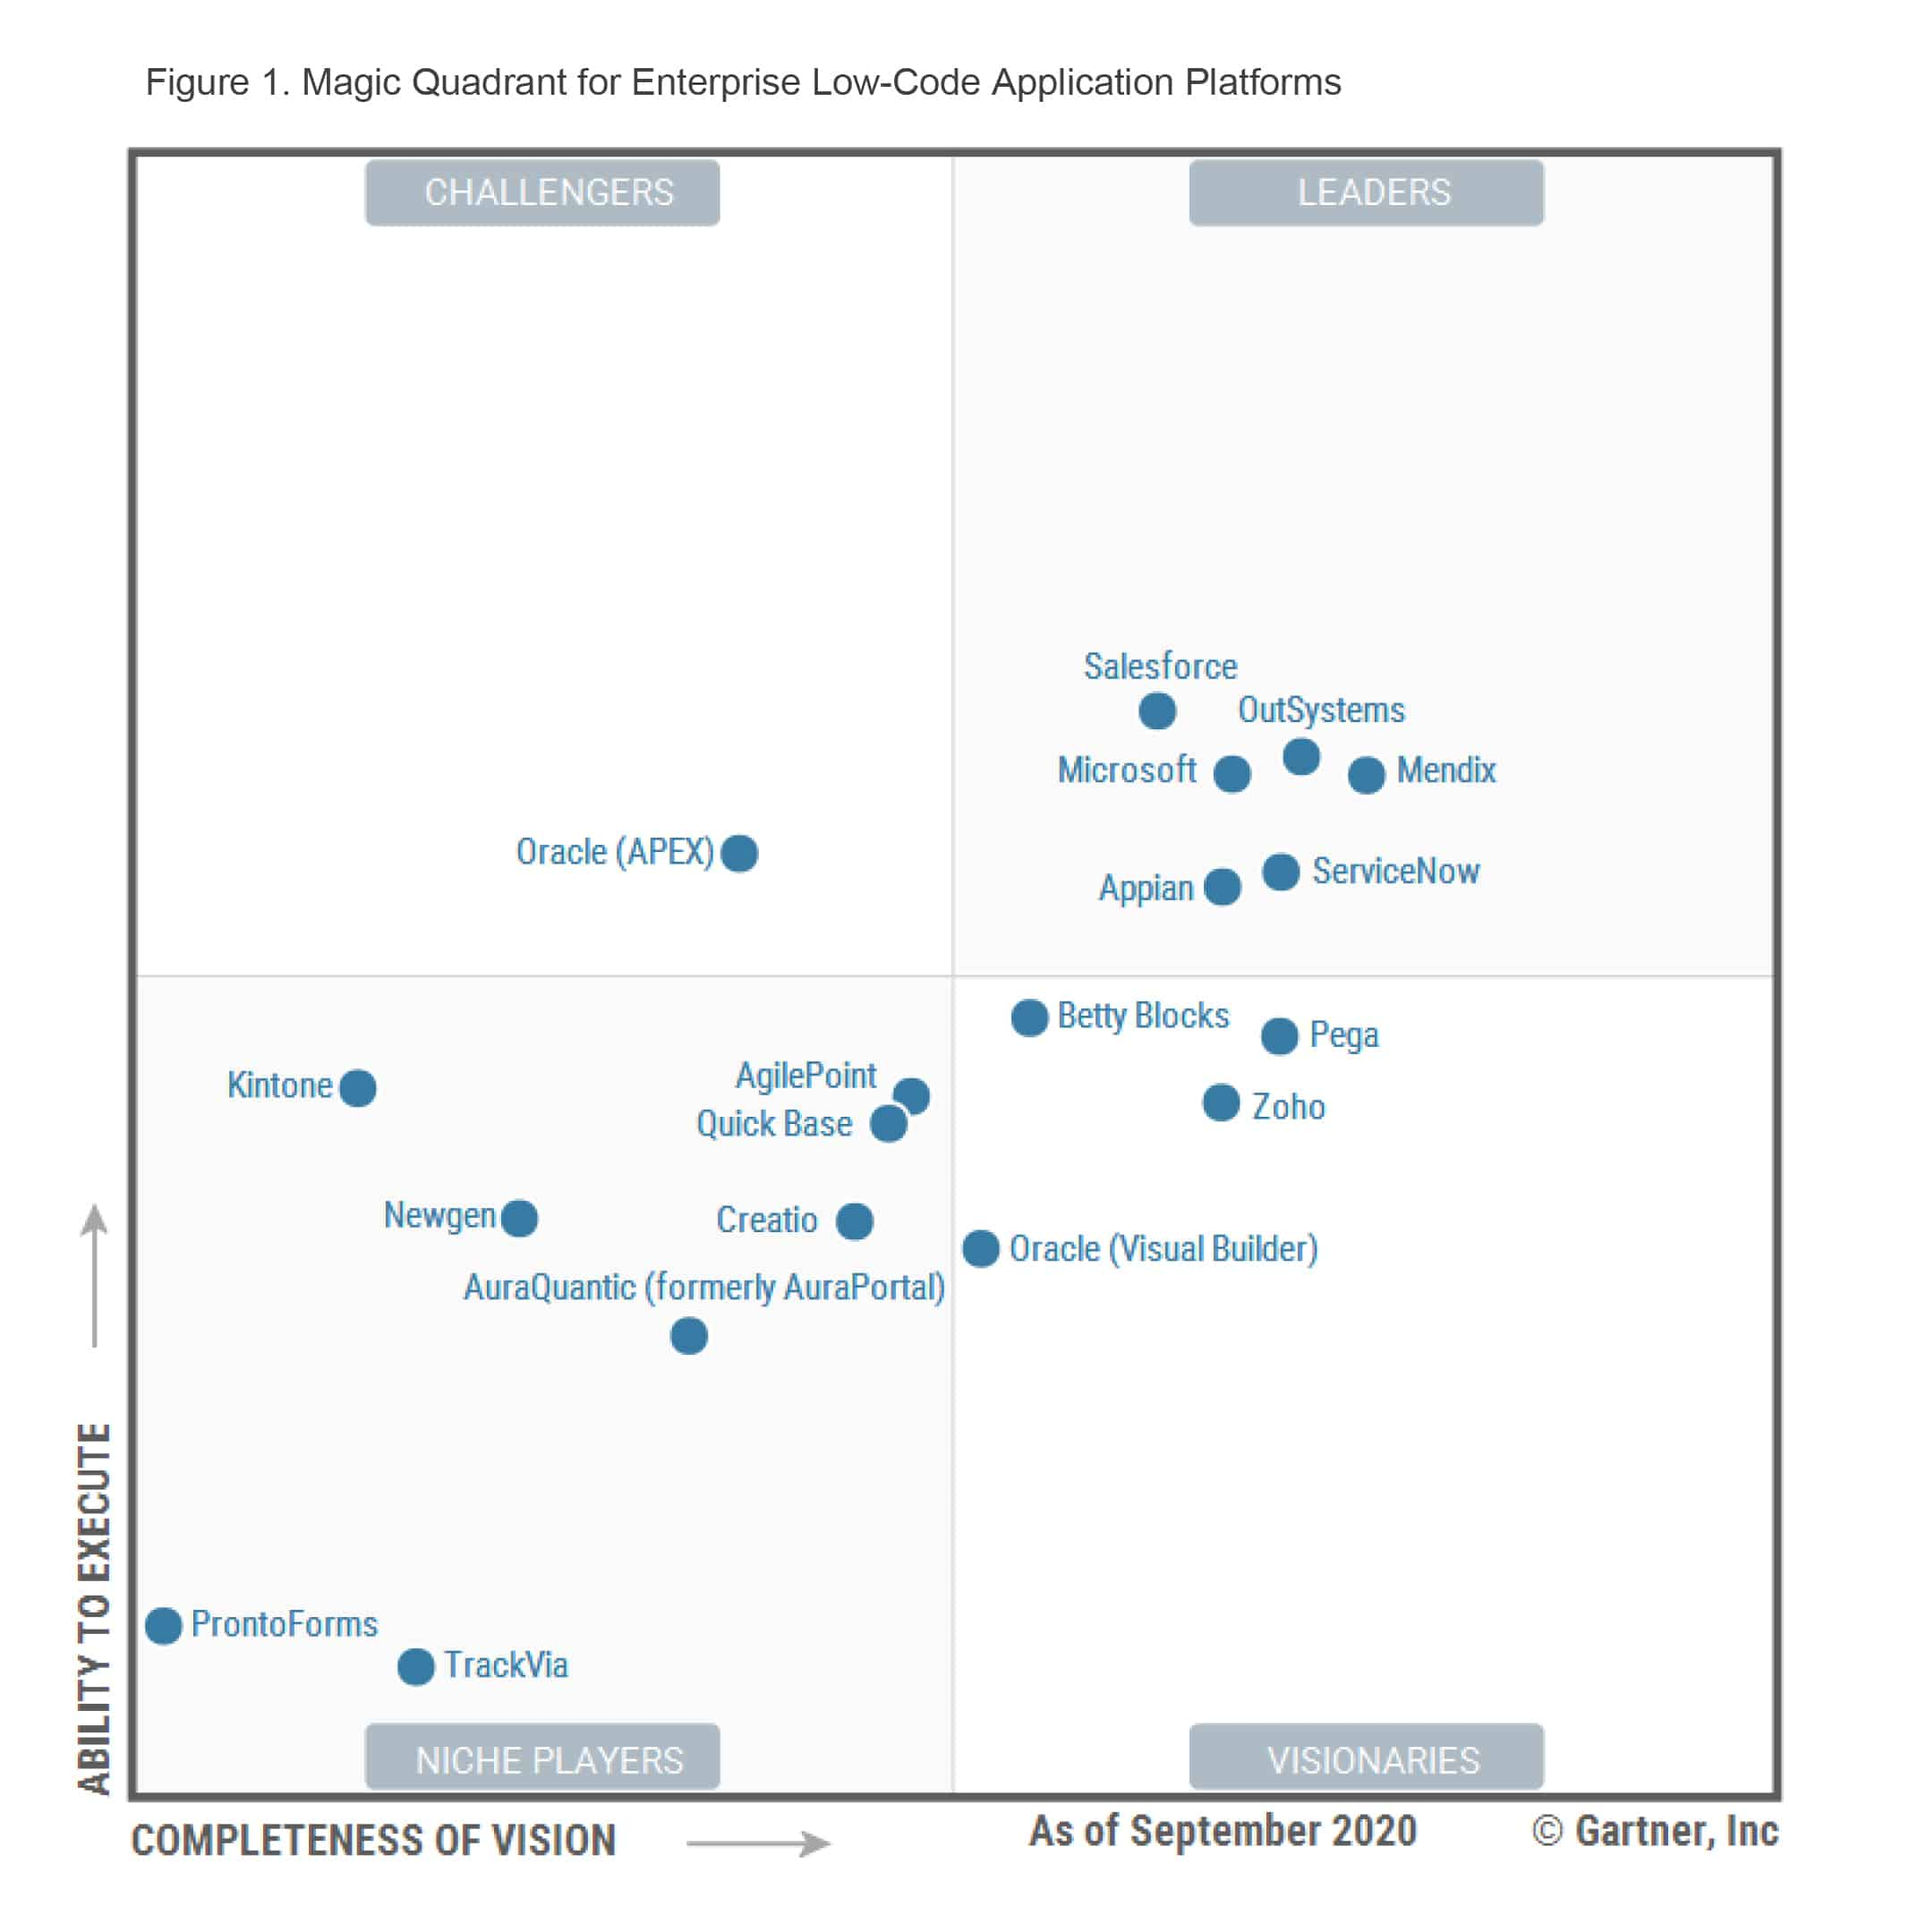 Figure 1. Magic Quadrant for Enterprise Low-Code Application Platforms
CHALLENGERS
LEADERS
Salesforce
OutSystems
Microsoft
Mendix
Oracle (APEX)
ServiceNow
Appian
Betty Blocks
Pega
Kintone
AgilePoint
Zoho
Quick Base
Newgen
Creatio
Oracle (Visual Builder)
AuraQuantic (formerly AuraPortal)
ProntoForms
TrackVia
NICHE PLAYERS
VISIONARIES
ABILITY TO EXECUTE
COMPLETENESS OF VISION
As of September 2020
© Gartner, Inc